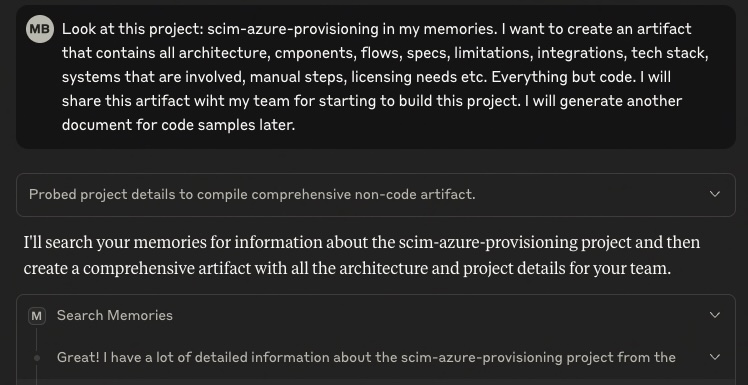 MB
Look at this project: scim-azure-provisioning in my memories. I want to create an artifact
that contains all architecture, cmponents, flows, specs, limitations, integrations, tech stack,
systems that are involved, manual steps, licensing needs etc. Everything but code. I will
share this artifact wiht my team for starting to build this project. I will generate another
document for code samples later.
Probed project details to compile comprehensive non-code artifact.
I'll search your memories for information about the scim-azure-provisioning project and then
create a comprehensive artifact with all the architecture and project details for your team.
M Search Memories
Great! I have a lot of detailed information about the scim-azure-provisioning project from the